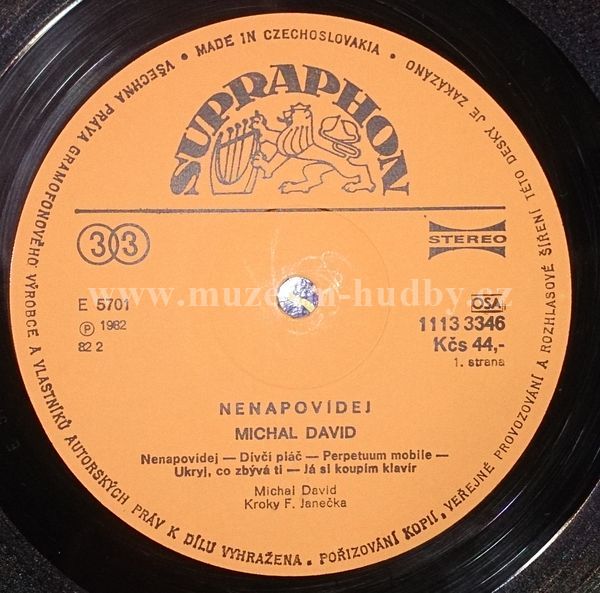 VŠECHNA PRÁVA GRAMOFONOVÉHO VÝROBCE A VLASTNÍKŮ AUTORSKÝCH PRÁV K DÍLU VYHRAŽENA. POŘIZOVÁNÍ KOPIÍ, VEŘEJNÉ PROVOZOVÁNÍ A ROZHLASOVÉ ŠÍŘENÍ TÉTO DESKY JE ZAKÁZÁNO • MADE IN CZECHOSLOVAKIA •
SUPRAPHON
33
STEREO
www.muzeum-hudby.cz
E 5701
Ⓟ 1982
82 2
OSA
1113 3346
Kčs 44,-
1. strana
NENAPOVÍDEJ
MICHAL DAVID
Nenapovídej — Dívčí pláč — Perpetuum mobile —
Ukryj, co zbývá ti — Já si koupím klavír
Michal David
Kroky F. Janečka